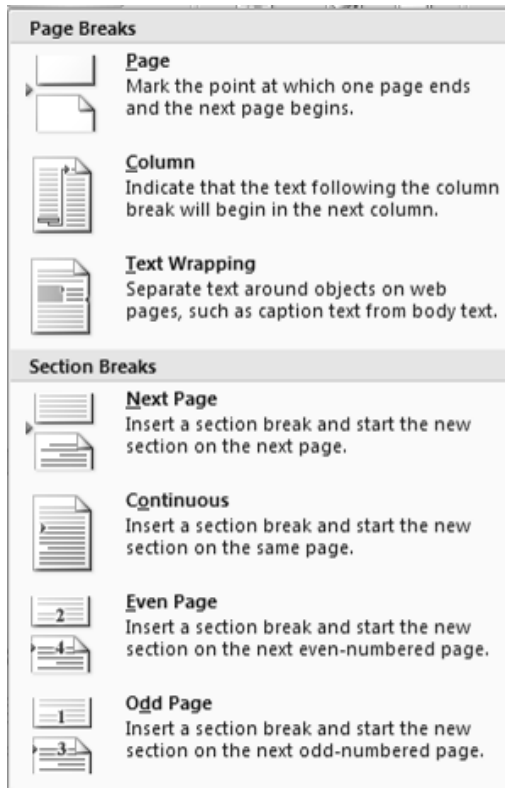 Page Breaks
Page
Mark the point at which one page ends
and the next page begins.
Column
Indicate that the text following the column
break will begin in the next column.
Text Wrapping
Separate text around objects on web
pages, such as caption text from body text.
Section Breaks
Next Page
Insert a section break and start the new
section on the next page.
Continuous
Insert a section break and start the new
section on the same page.
2
4
Even Page
Insert a section break and start the new
section on the next even-numbered page.
1
3
Odd Page
Insert a section break and start the new
section on the next odd-numbered page.